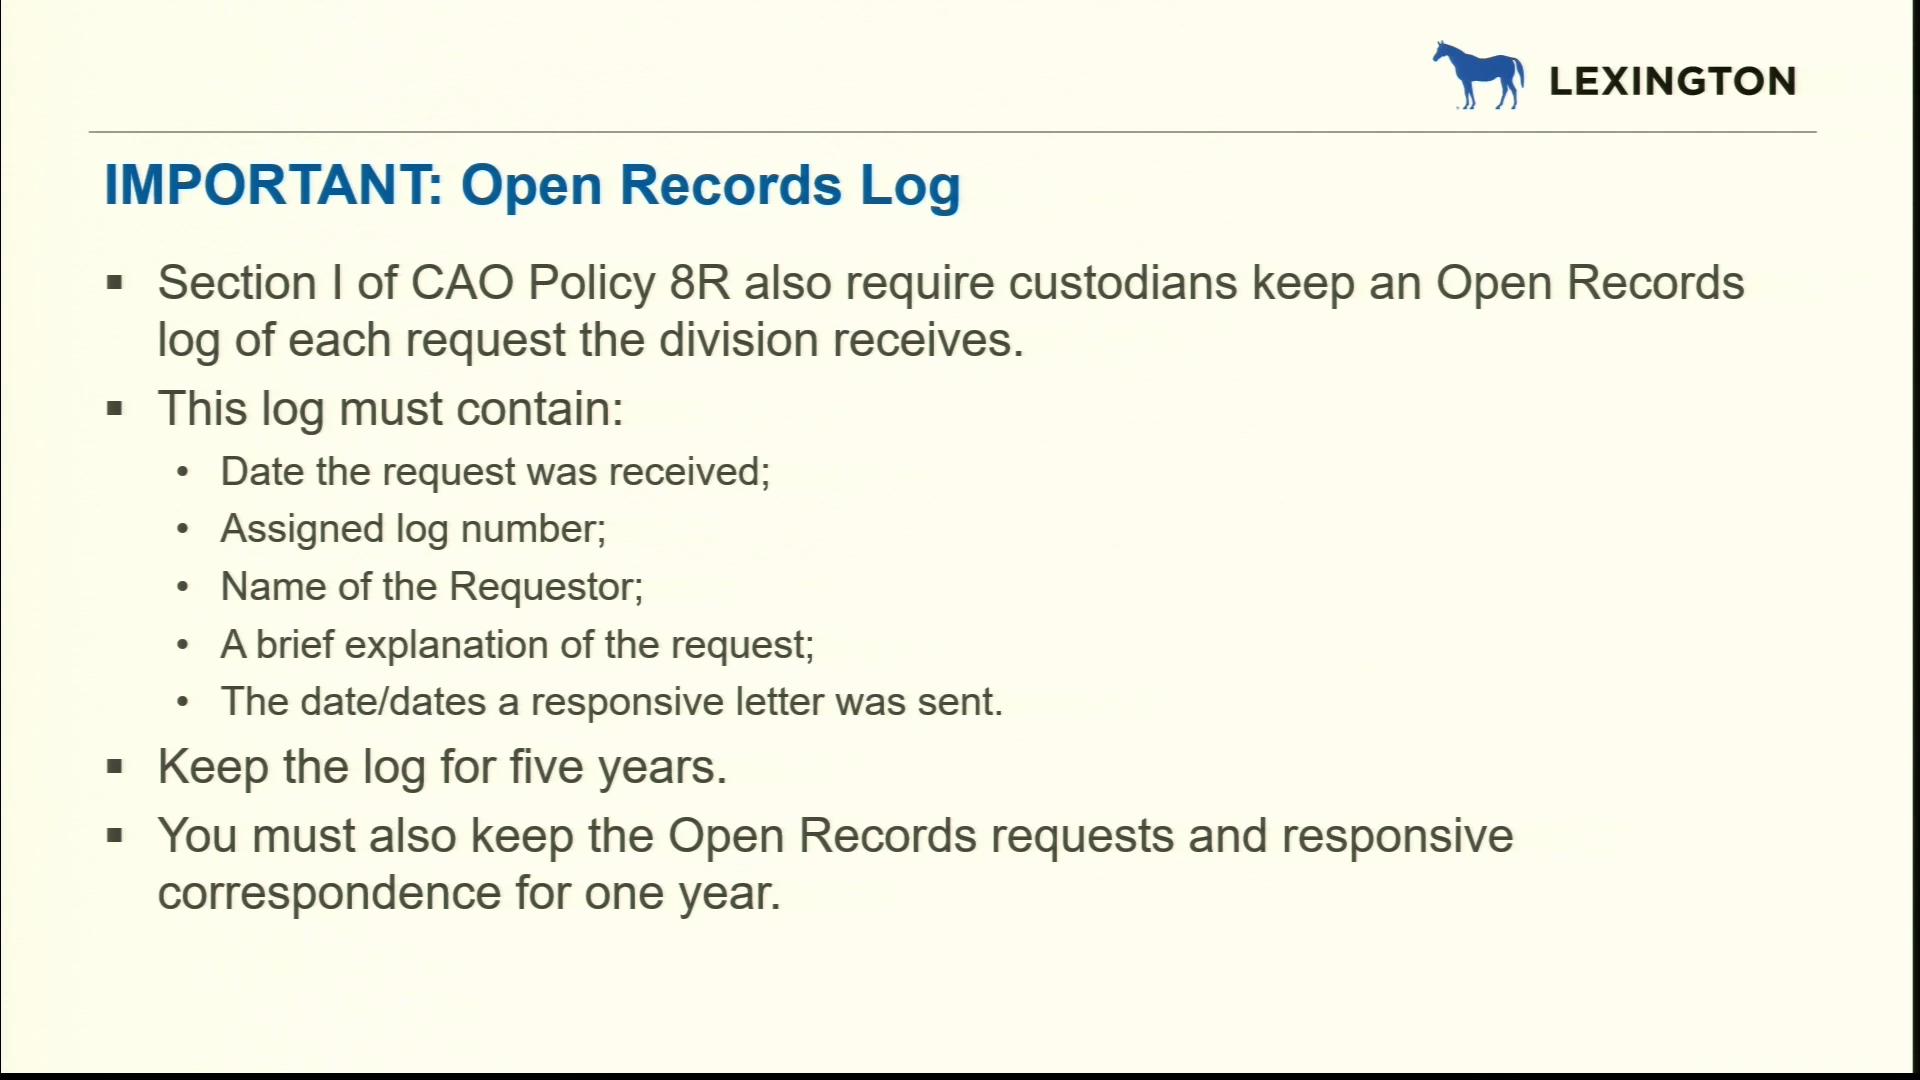 LEXINGTON
IMPORTANT: Open Records Log
▪ Section I of CAO Policy 8R also require custodians keep an Open Records
log of each request the division receives.
▪ This log must contain:
• Date the request was received;
• Assigned log number;
• Name of the Requestor;
• A brief explanation of the request;
• The date/dates a responsive letter was sent.
▪ Keep the log for five years.
▪ You must also keep the Open Records requests and responsive
correspondence for one year.